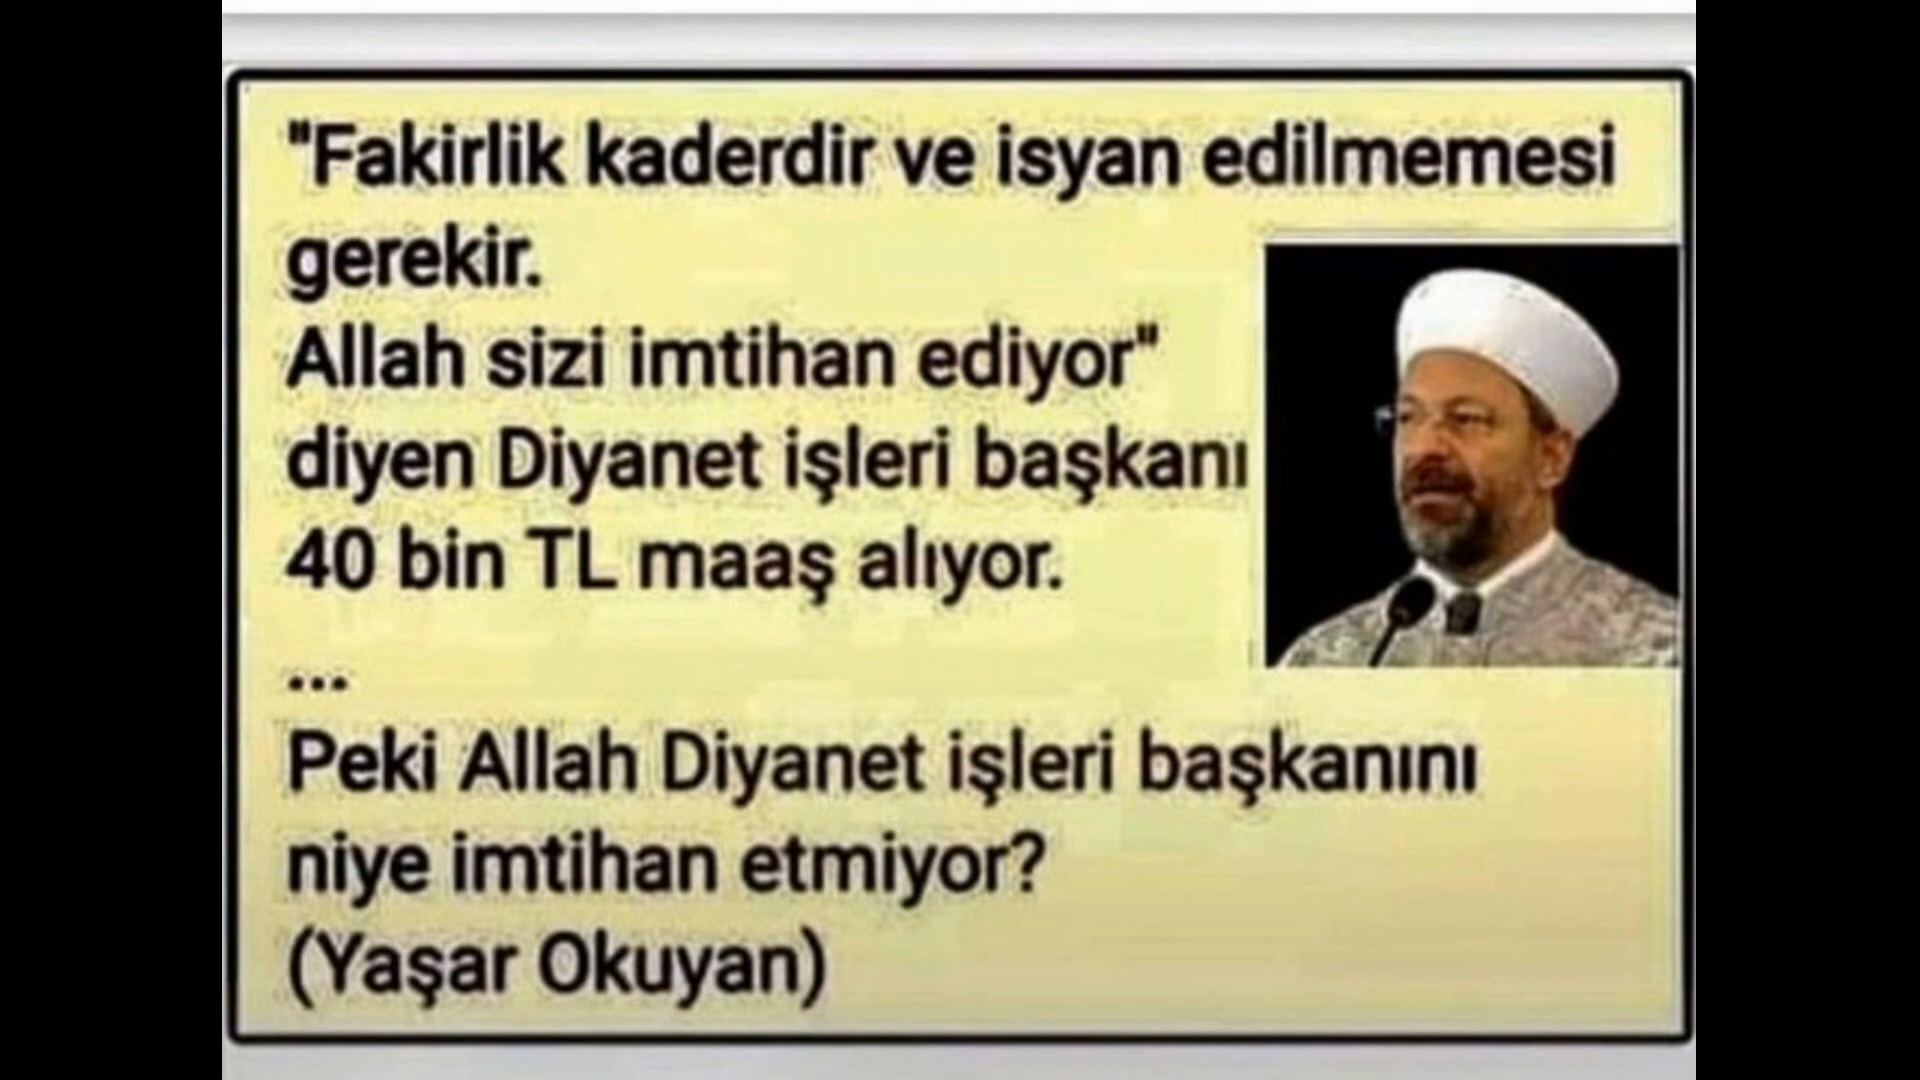 "Fakirlik kaderdir ve isyan edilmemesi
gerekir.
Allah sizi imtihan ediyor"
diyen Diyanet işleri başkanı
40 bin TL maaş alıyor.
...
Peki Allah Diyanet işleri başkanını
niye imtihan etmiyor?
(Yaşar Okuyan)